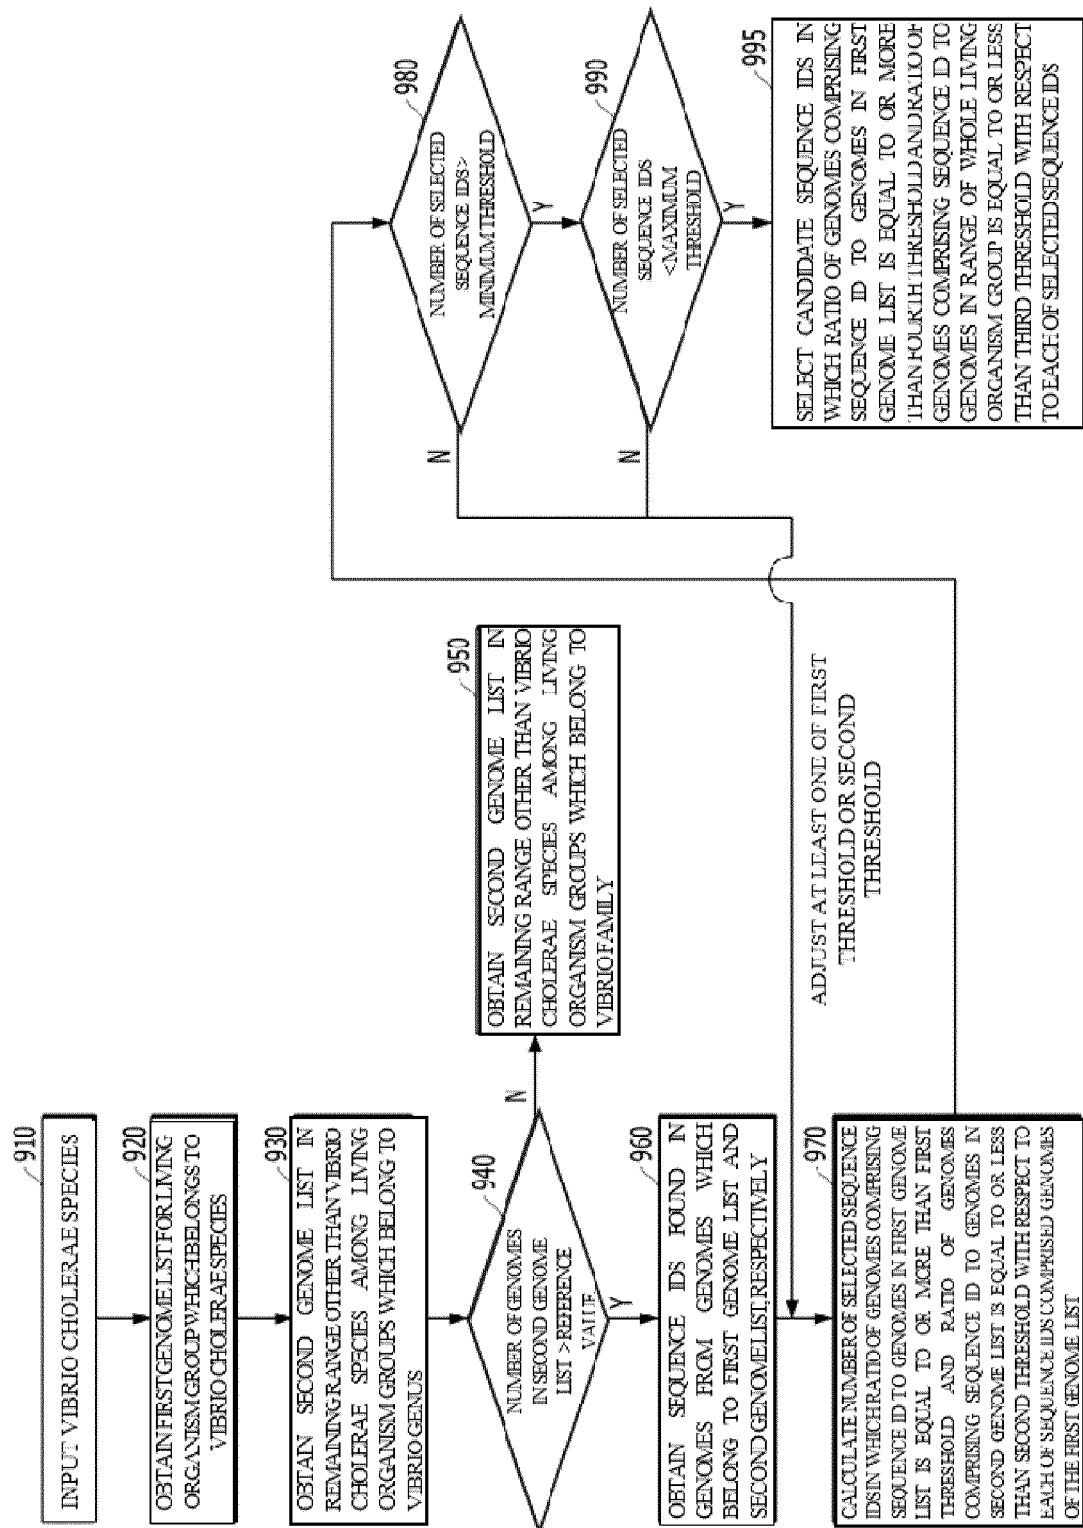 910
INPUT VIBRIO CHOLERAE SPECIES
920
OBTAIN FIRST GENOME LIST FOR LIVING
ORGANISM GROUP WHICH BELONGS TO
VIBRIO CHOLERAE SPECIES
930
OBTAIN SECOND GENOME LIST IN
REMAINING RANGE OTHER THAN VIBRIO
CHOLERAE SPECIES AMONG LIVING
ORGANISM GROUPS WHICH BELONG TO
VIBRIO GENUS
940
NUMBER OF GENOMES
IN SECOND GENOME
LIST > REFERENCE
VALUE
N
Y
950
OBTAIN SECOND GENOME LIST IN
REMAINING RANGE OTHER THAN VIBRIO
CHOLERAE SPECIES AMONG LIVING
ORGANISM GROUPS WHICH BELONG TO
VIBRIO FAMILY
960
OBTAIN SEQUENCE IDS FOUND IN
GENOMES FROM GENOMES WHICH
BELONG TO FIRST GENOME LIST AND
SECOND GENOME LIST, RESPECTIVELY
970
CALCULATE NUMBER OF SELECTED SEQUENCE
IDS IN WHICH RATIO OF GENOMES COMPRISING
SEQUENCE ID TO GENOMES IN FIRST GENOME
LIST IS EQUAL TO OR MORE THAN FIRST
THRESHOLD AND RATIO OF GENOMES
COMPRISING SEQUENCE ID TO GENOMES IN
SECOND GENOME LIST IS EQUAL TO OR LESS
THAN SECOND THRESHOLD WITH RESPECT TO
EACH OF SEQUENCE IDS COMPRISED GENOMES
OF THE FIRST GENOME LIST
ADJUST AT LEAST ONE OF FIRST
THRESHOLD OR SECOND
THRESHOLD
980
NUMBER OF SELECTED
SEQUENCE IDS >
MINIMUM THRESHOLD
N
Y
990
NUMBER OF SELECTED
SEQUENCE IDS
<MAXIMUM
THRESHOLD
N
Y
995
SELECT CANDIDATE SEQUENCE IDS IN
WHICH RATIO OF GENOMES COMPRISING
SEQUENCE ID TO GENOMES IN FIRST
GENOME LIST IS EQUAL TO OR MORE
THAN FOURTH THRESHOLD AND RATIO OF
GENOMES COMPRISING SEQUENCE ID TO
GENOMES IN RANGE OF WHOLE LIVING
ORGANISM GROUP IS EQUAL TO OR LESS
THAN THIRD THRESHOLD WITH RESPECT
TO EACH OF SELECTED SEQUENCE IDS